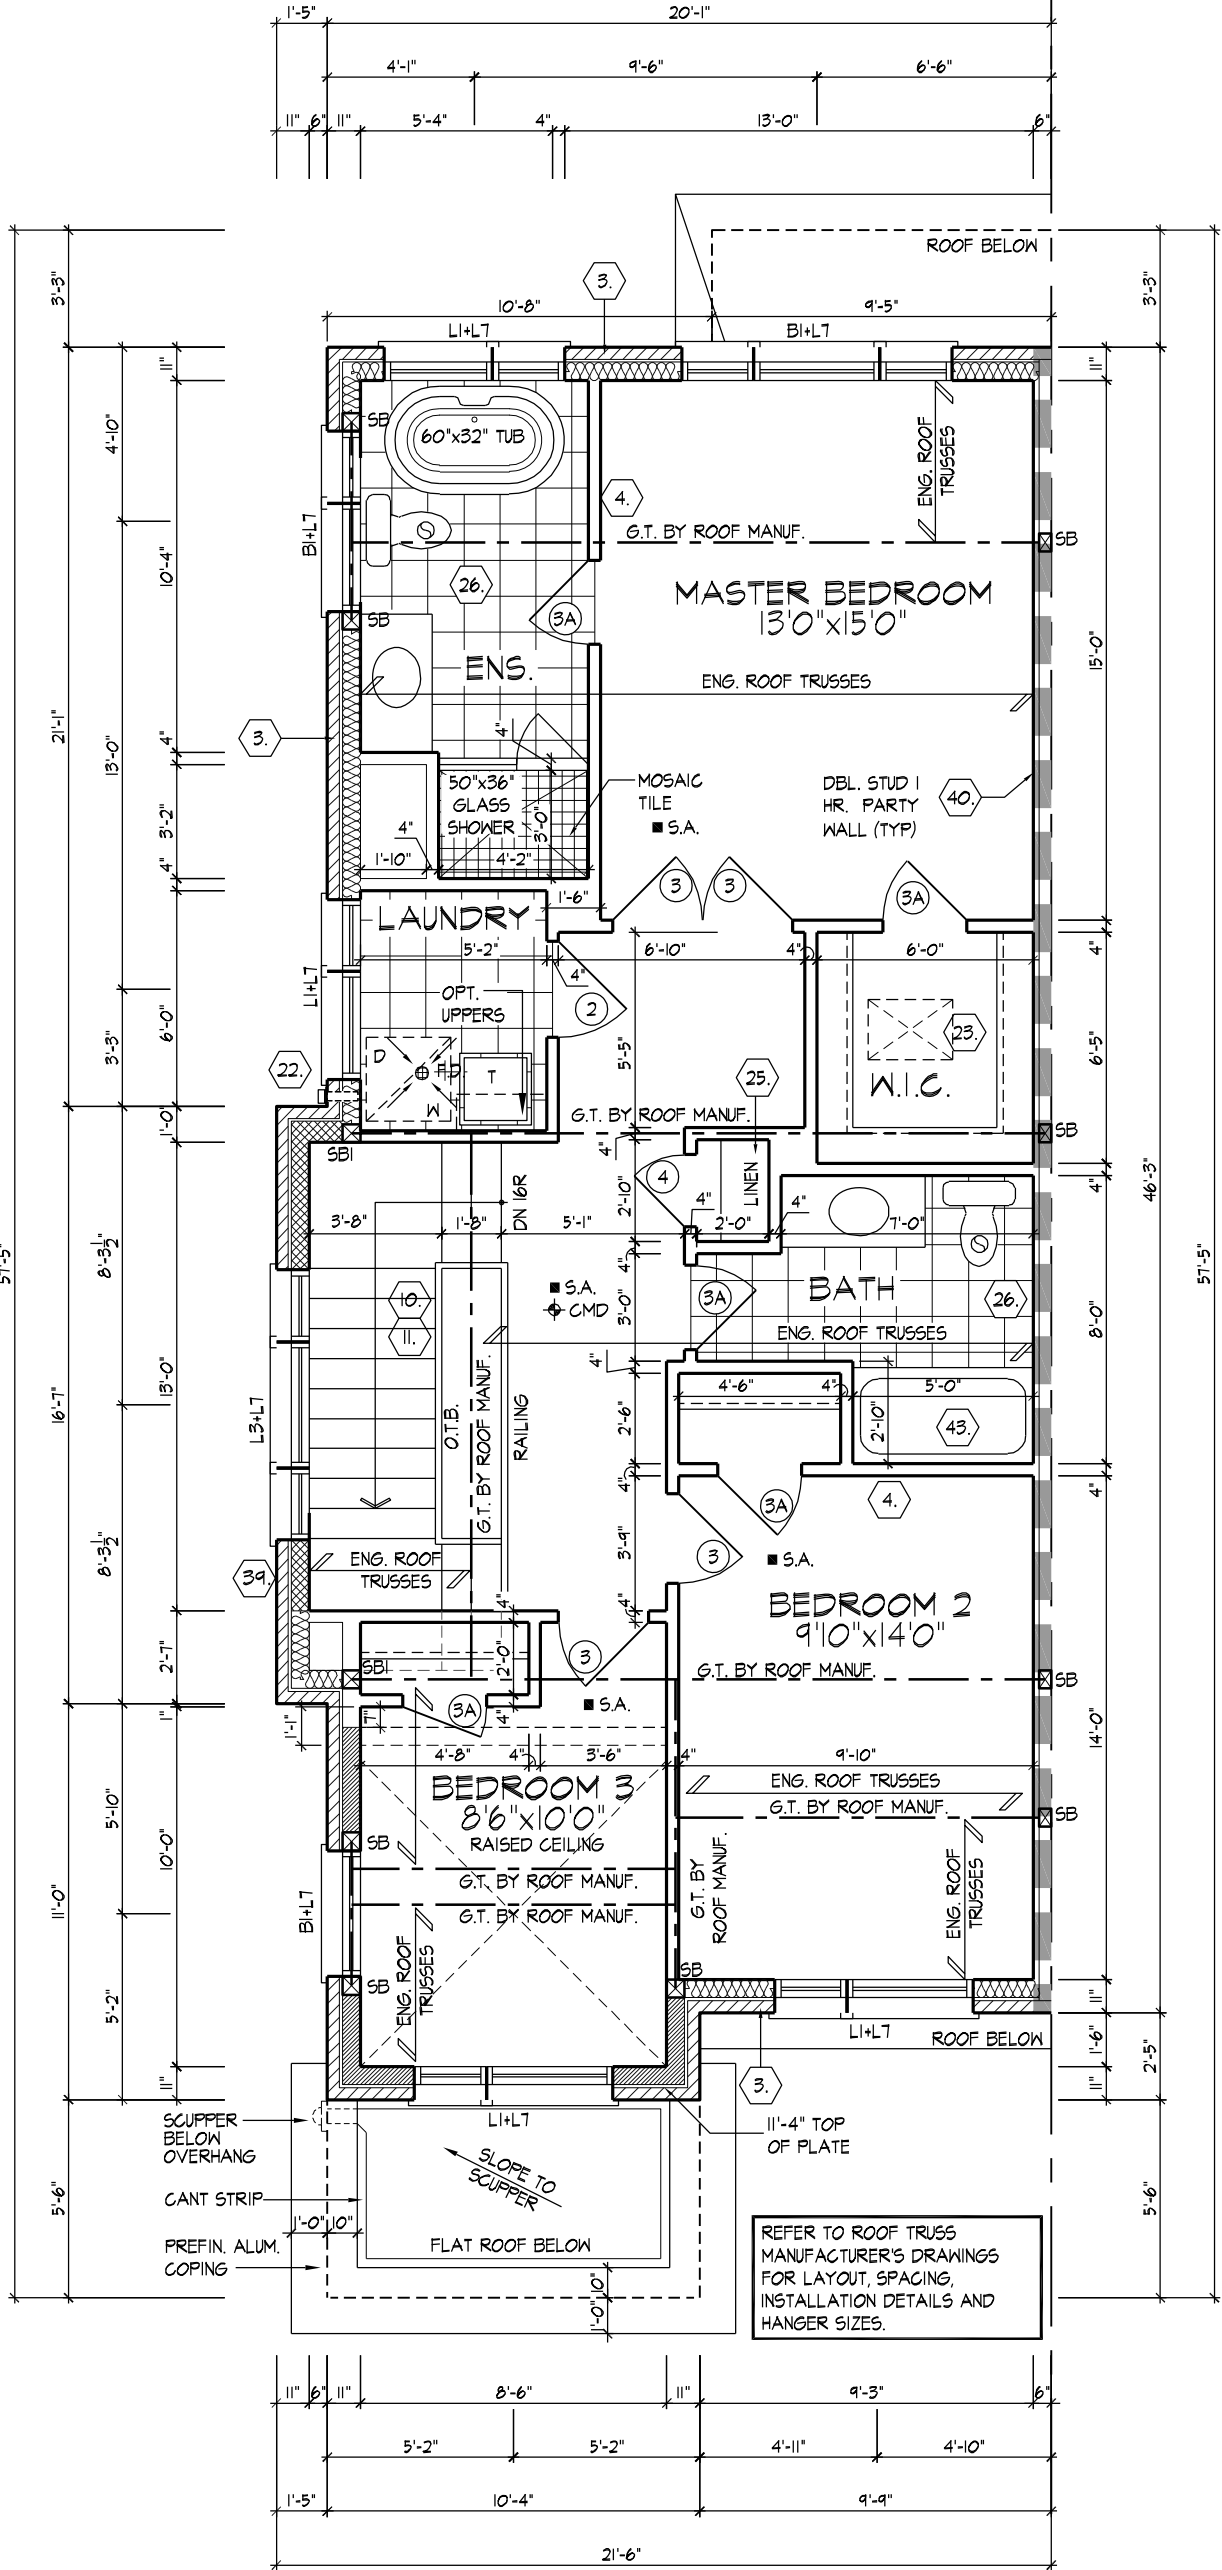 1'-5"
20'-1"
4'-1"
9'-6"
6'-6"
11"
6"
11"
5'-4"
4"
13'-0"
6"
ROOF BELOW
3.
10'-8"
9'-5"
L1+L7
B1+L7
3'-3"
3'-3"
11"
11"
SB
60"x32" TUB
4'-10"
ENG. ROOF
TRUSSES
4.
G.T. BY ROOF MANUF.
SB
B1+L7
10'-4"
26.
MASTER BEDROOM
13'0"x15'0"
3A
SB
ENS.
15'-0"
ENG. ROOF TRUSSES
21'-1"
3.
4"
4"
13'-0"
50"x36"
GLASS
SHOWER
3'-0"
MOSAIC
TILE
DBL. STUD 1
HR. PARTY
WALL (TYP)
40.
S.A.
3'-2"
4"
1'-10"
4'-2"
4"
3
3
3A
1'-6"
LAUNDRY
5'-2"
6'-10"
4"
6'-0"
4"
4"
L1+L7
OPT.
UPPERS
2
23.
6'-0"
3'-3"
5'-5"
6'-5"
22.
D
F.D.
T
W
25.
W.I.C.
G.T. BY ROOF MANUF.
SB
1'-0"
SB1
4"
4
LINEN
DN 16R
2'-10"
4"
4"
4"
46'-3"
3'-8"
1'-8"
5'-1"
2'-0"
7'-0"
57'-5"
57'-5"
8'-3 1/2"
4"
S.A.
CMD
10.
11.
3'-0"
3A
BATH
26.
ENG. ROOF TRUSSES
8'-0"
4"
13'-0"
16'-7"
L3+L7
O.T.B.
G.T. BY ROOF MANUF.
RAILING
4'-6"
4"
5'-0"
2'-6"
2'-10"
43.
4"
4"
4.
3A
8'-3 1/2"
3'-9"
3
S.A.
ENG. ROOF
TRUSSES
39.
4"
4"
BEDROOM 2
9'10"x14'0"
2'-7"
3
2'-0"
SB1
G.T. BY ROOF MANUF.
SB
3A
4"
S.A.
1"
1'-1"
7"
14'-0"
4'-8"
4"
3'-6"
4"
9'-10"
BEDROOM 3
8'6"x10'0"
RAISED CEILING
ENG. ROOF TRUSSES
G.T. BY ROOF MANUF.
SB
5'-10"
10'-0"
SB
G.T. BY ROOF MANUF.
G.T. BY ROOF MANUF.
G.T. BY
ROOF MANUF.
ENG. ROOF
TRUSSES
11'-0"
B1+L7
ENG. ROOF
TRUSSES
SB
SB
5'-2"
11"
L1+L7
ROOF BELOW
1'-6"
2'-5"
11"
11"
3.
L1+L7
SCUPPER
BELOW
OVERHANG
11'-4" TOP
OF PLATE
SLOPE TO
SCUPPER
CANT STRIP
5'-6"
5'-6"
1'-0"
10"
PREFIN. ALUM.
COPING
FLAT ROOF BELOW
10"
1'-0"
REFER TO ROOF TRUSS
MANUFACTURER'S DRAWINGS
FOR LAYOUT, SPACING,
INSTALLATION DETAILS AND
HANGER SIZES.
11"
6"
11"
8'-6"
11"
9'-3"
6"
5'-2"
5'-2"
4'-11"
4'-10"
1'-5"
10'-4"
9'-9"
21'-6"